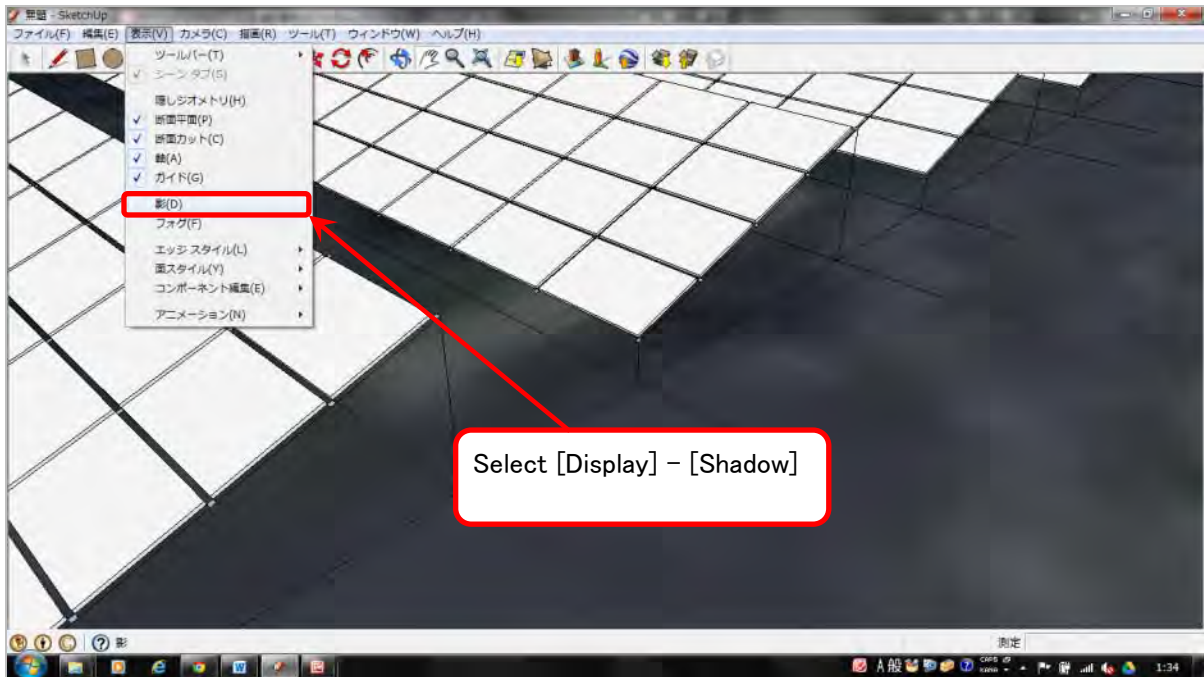 無題 - SketchUp
ファイル(F) 編集(E) 表示(V) カメラ(C) 描画(R) ツール(T) ウィンドウ(W) ヘルプ(H)
ツールバー(T)
シーン タブ(S)
隠しジオメトリ(H)
断面平面(P)
断面カット(C)
軸(A)
ガイド(G)
影(D)
フォグ(F)
エッジ スタイル(L)
面スタイル(Y)
コンポーネント編集(E)
アニメーション(N)
Select [Display] - [Shadow]
影
測定
A 般 CAPS KANA 1:34